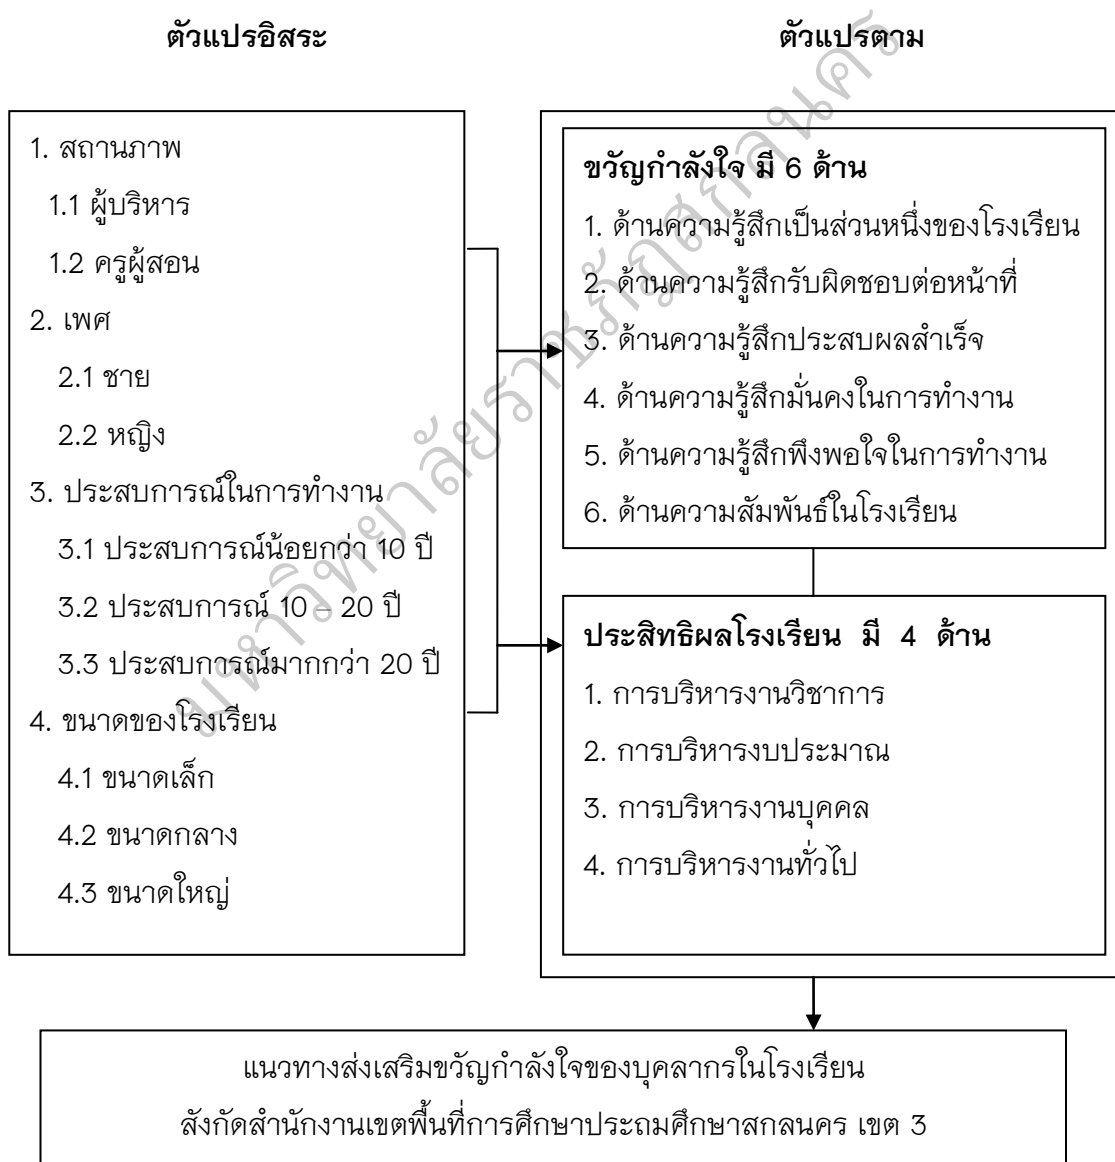 ตัวแปรอิสระ
ตัวแปรตาม
1. สถานภาพ
1.1 ผู้บริหาร
1.2 ครูผู้สอน
2. เพศ
2.1 ชาย
2.2 หญิง
3. ประสบการณ์ในการทำงาน
3.1 ประสบการณ์น้อยกว่า 10 ปี
3.2 ประสบการณ์ 10 – 20 ปี
3.3 ประสบการณ์มากกว่า 20 ปี
4. ขนาดของโรงเรียน
4.1 ขนาดเล็ก
4.2 ขนาดกลาง
4.3 ขนาดใหญ่
ขวัญกำลังใจ มี 6 ด้าน
1. ด้านความรู้สึกเป็นส่วนหนึ่งของโรงเรียน
2. ด้านความรู้สึกรับผิดชอบต่อหน้าที่
3. ด้านความรู้สึกประสบผลสำเร็จ
4. ด้านความรู้สึกมั่นคงในการทำงาน
5. ด้านความรู้สึกพึงพอใจในการทำงาน
6. ด้านความสัมพันธ์ในโรงเรียน
ประสิทธิผลโรงเรียน มี 4 ด้าน
1. การบริหารงานวิชาการ
2. การบริหารงบประมาณ
3. การบริหารงานบุคคล
4. การบริหารงานทั่วไป
แนวทางส่งเสริมขวัญกำลังใจของบุคลากรในโรงเรียน
สังกัดสำนักงานเขตพื้นที่การศึกษาประถมศึกษาสกลนคร เขต 3
มหาวิทยาลัยราชภัฏสกลนคร